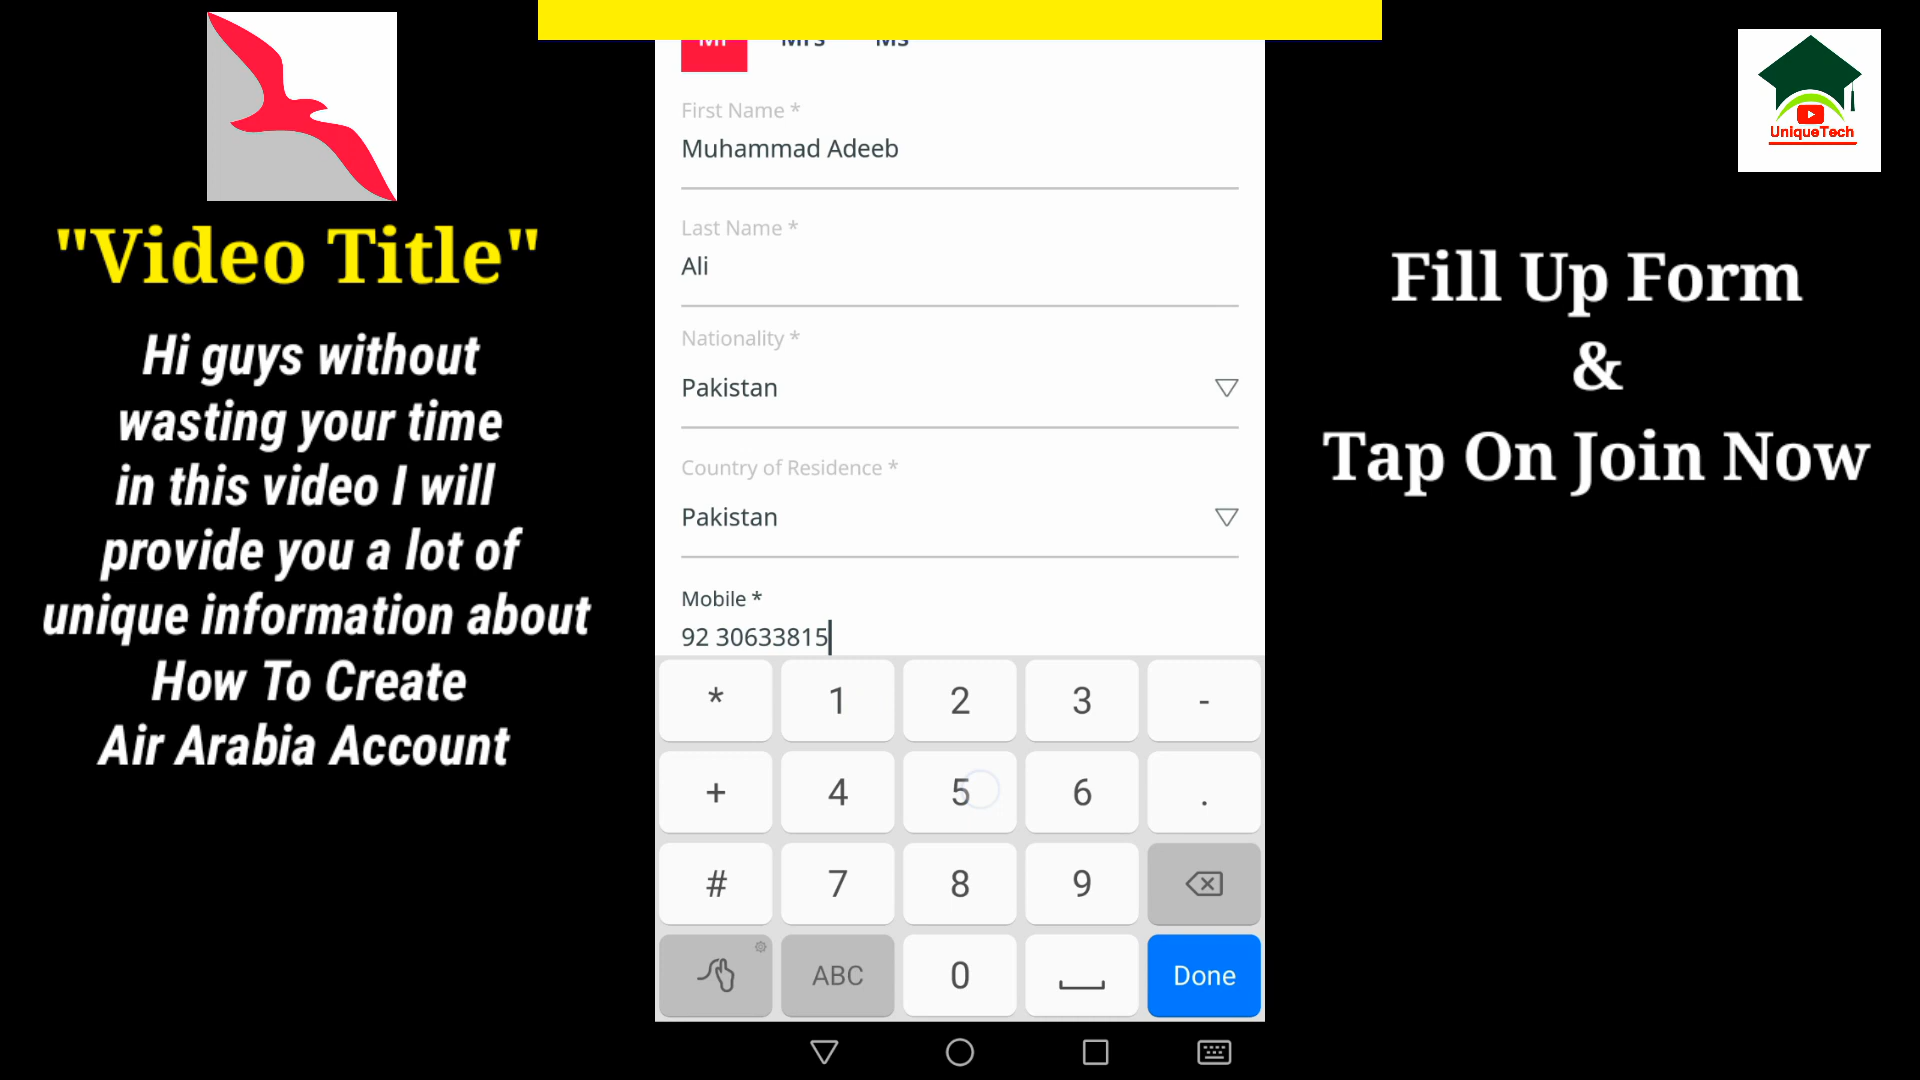 "Video Title"
Hi guys without
wasting your time
in this video I will
provide you a lot of
unique information about
How To Create
Air Arabia Account
Mr
Mrs
Ms
First Name *
Muhammad Adeeb
Last Name *
Ali
Nationality *
Pakistan
Country of Residence *
Pakistan
Mobile *
92 30633815
* 1 2 3 -
+ 4 5 6 .
# 7 8 9
ABC 0 Done
UniqueTech
Fill Up Form
&
Tap On Join Now